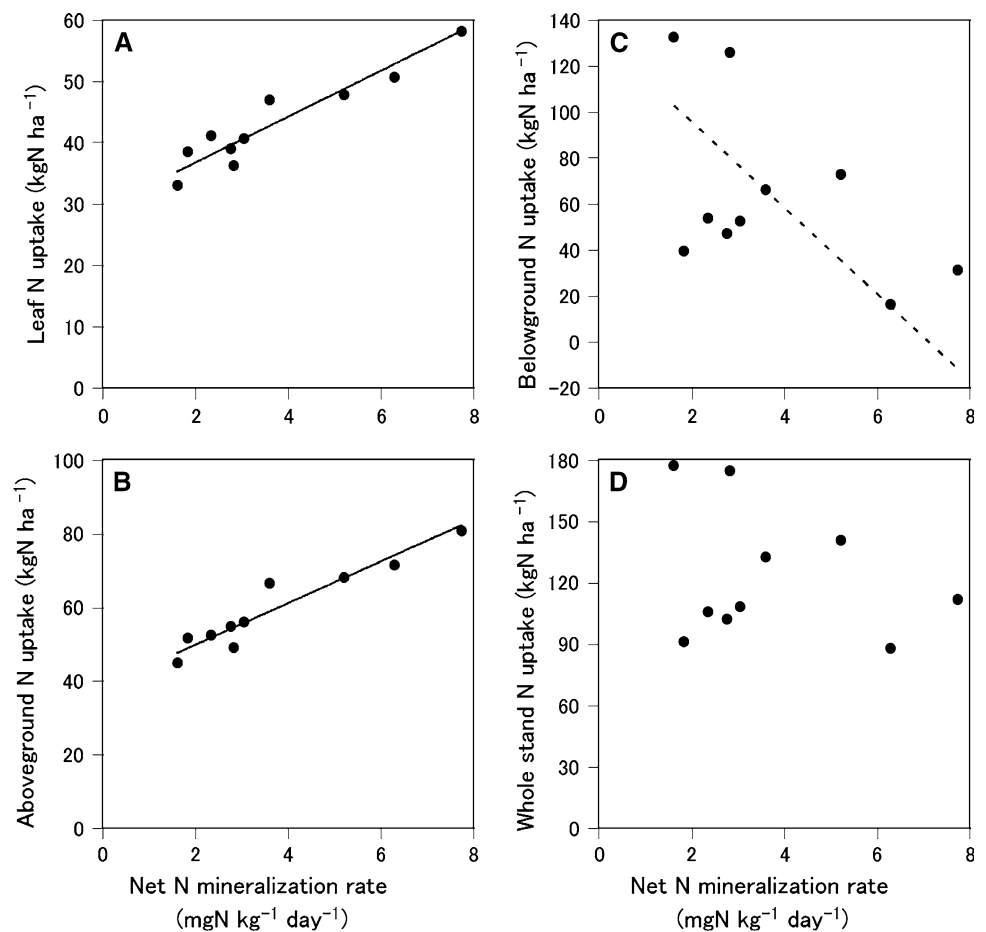 A
Leaf N uptake (kgN ha⁻¹)
60
50
40
30
20
10
0
0 2 4 6 8
C
Belowground N uptake (kgN ha⁻¹)
140
120
100
80
60
40
20
0
−20
0 2 4 6 8
B
Aboveground N uptake (kgN ha⁻¹)
100
80
60
40
20
0
0 2 4 6 8
Net N mineralization rate
(mgN kg⁻¹ day⁻¹)
D
Whole stand N uptake (kgN ha⁻¹)
180
150
120
90
60
30
0
0 2 4 6 8
Net N mineralization rate
(mgN kg⁻¹ day⁻¹)